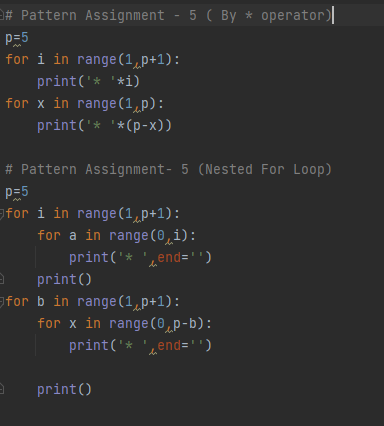 # Pattern Assignment - 5 ( By * operator)
p=5
for i in range(1,p+1):
    print('* '*i)
for x in range(1,p):
    print('* '*(p-x))

# Pattern Assignment- 5 (Nested For Loop)
p=5
for i in range(1,p+1):
    for a in range(0,i):
        print('* ',end='')
    print()
for b in range(1,p+1):
    for x in range(0,p-b):
        print('* ',end='')

    print()